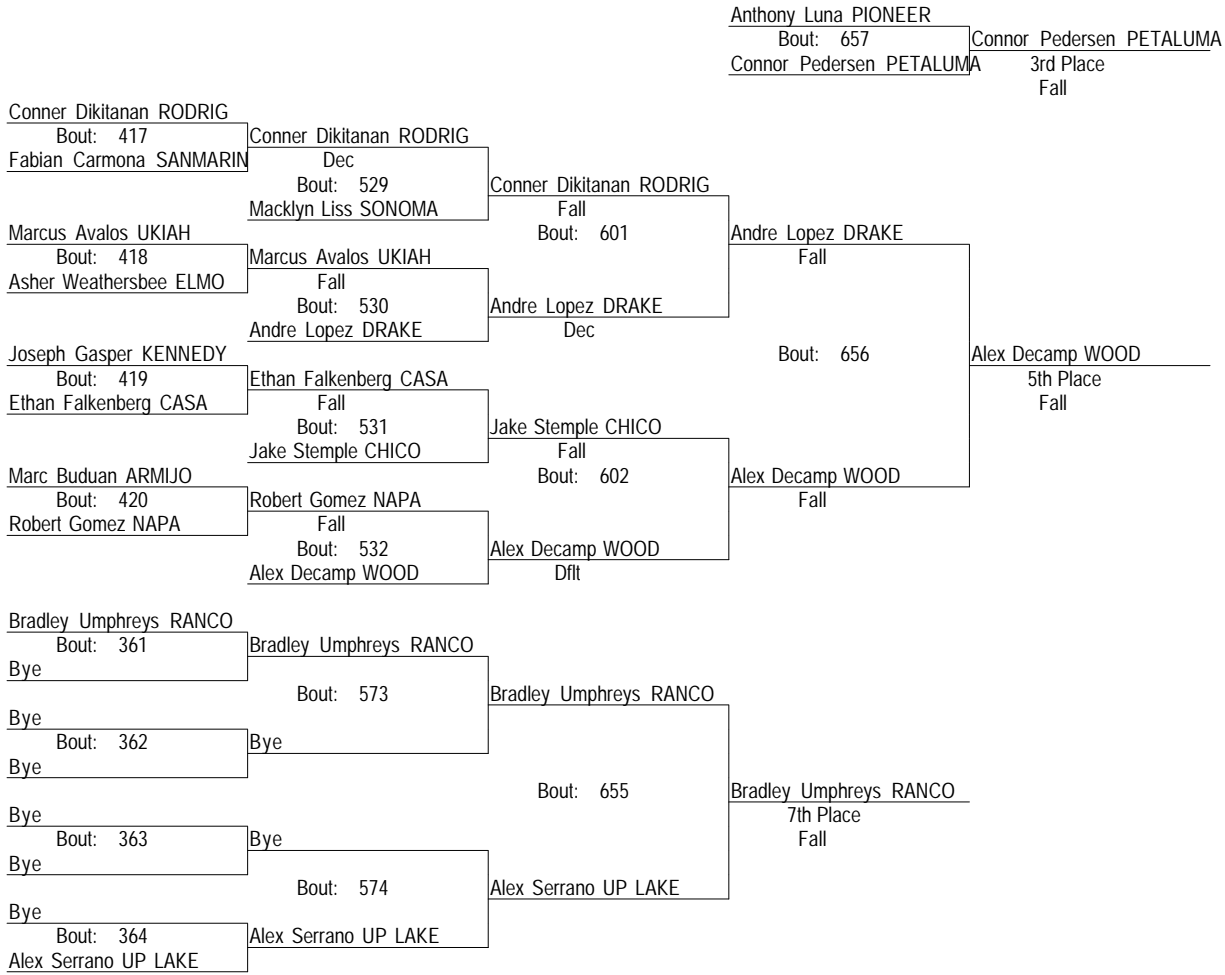 Anthony Luna PIONEER
Bout: 657
Connor Pedersen PETALUMA
Connor Pedersen PETALUMA
3rd Place
Fall
Conner Dikitanan RODRIG
Bout: 417
Fabian Carmona SANMARIN
Conner Dikitanan RODRIG
Dec
Bout: 529
Macklyn Liss SONOMA
Conner Dikitanan RODRIG
Fall
Bout: 601
Marcus Avalos UKIAH
Bout: 418
Asher Weathersbee ELMO
Marcus Avalos UKIAH
Fall
Bout: 530
Andre Lopez DRAKE
Andre Lopez DRAKE
Dec
Andre Lopez DRAKE
Fall
Bout: 656
Alex Decamp WOOD
5th Place
Fall
Joseph Gasper KENNEDY
Bout: 419
Ethan Falkenberg CASA
Ethan Falkenberg CASA
Fall
Bout: 531
Jake Stemple CHICO
Jake Stemple CHICO
Fall
Bout: 602
Marc Buduan ARMIJO
Bout: 420
Robert Gomez NAPA
Robert Gomez NAPA
Fall
Bout: 532
Alex Decamp WOOD
Alex Decamp WOOD
Dflt
Alex Decamp WOOD
Fall
Bradley Umphreys RANCO
Bout: 361
Bye
Bradley Umphreys RANCO
Bout: 573
Bradley Umphreys RANCO
Bye
Bout: 362
Bye
Bye
Bout: 655
Bradley Umphreys RANCO
7th Place
Fall
Bye
Bout: 363
Bye
Bye
Bout: 574
Alex Serrano UP LAKE
Bye
Bout: 364
Alex Serrano UP LAKE
Alex Serrano UP LAKE